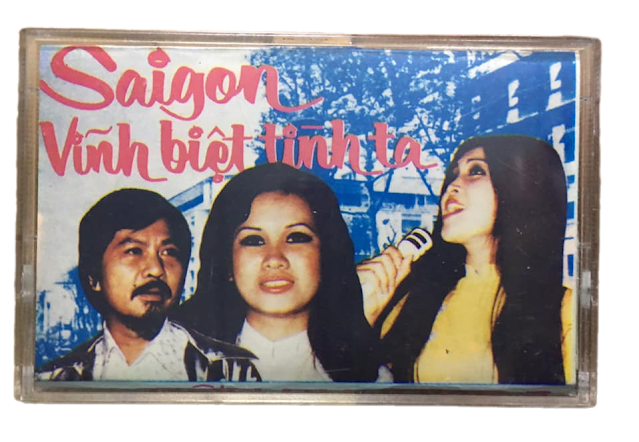 Saigon
Vĩnh biệt tình ta